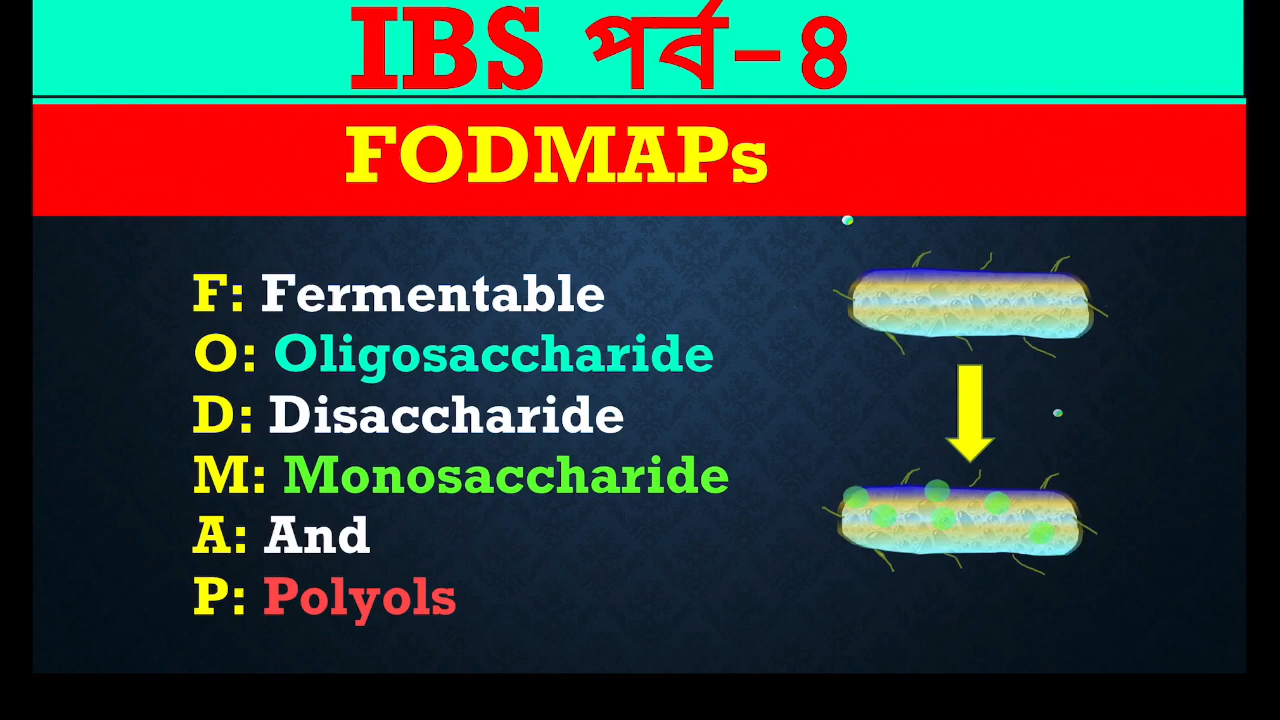 IBS পর্ব-৪
FODMAPs
F: Fermentable
O: Oligosaccharide
D: Disaccharide
M: Monosaccharide
A: And
P: Polyols